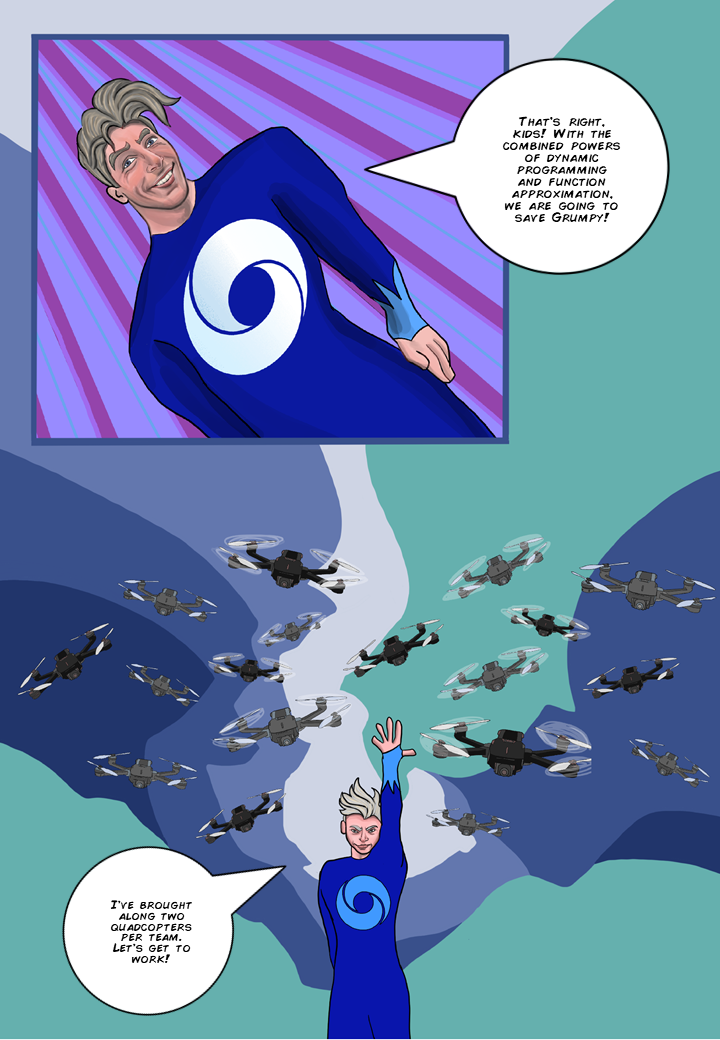 That's right,
kids! With the
combined powers
of dynamic
programming
and function
approximation,
we are going to
save Grumpy!
I've brought
along two
quadcopters
per team.
Let's get to
work!